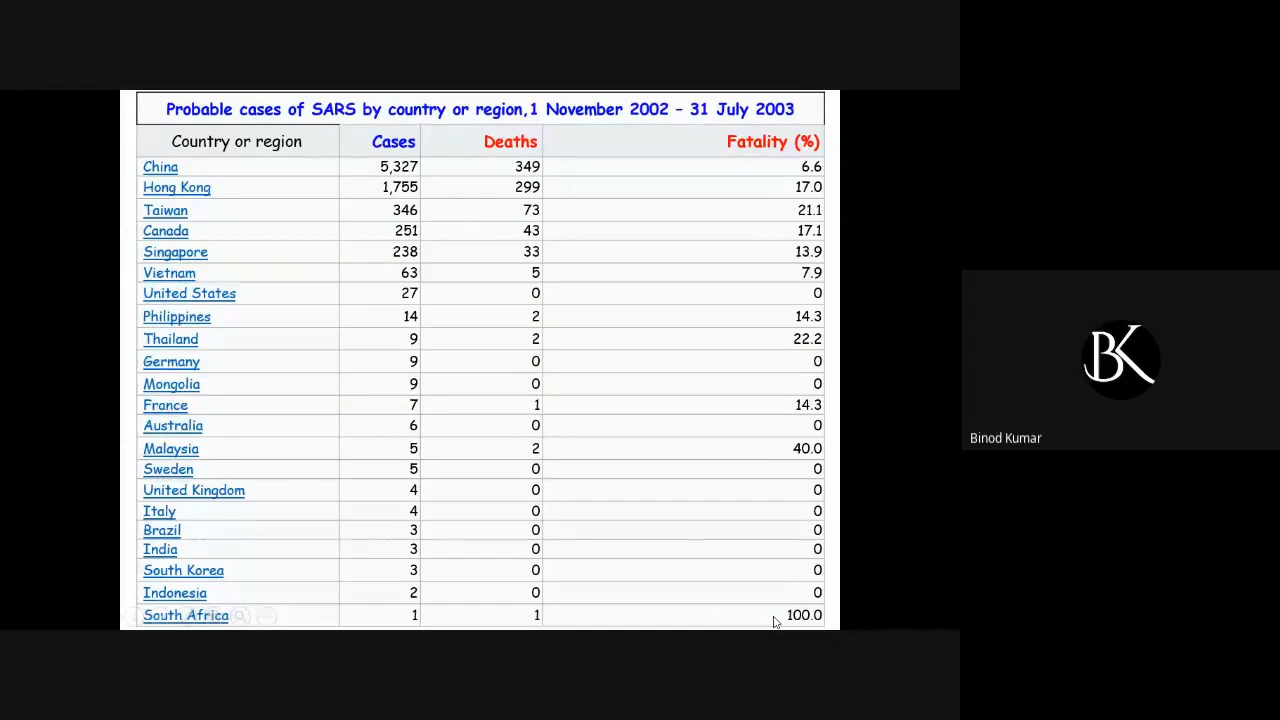 Probable cases of SARS by country or region,1 November 2002 – 31 July 2003
Country or region Cases Deaths Fatality (%)
China 5,327 349 6.6
Hong Kong 1,755 299 17.0
Taiwan 346 73 21.1
Canada 251 43 17.1
Singapore 238 33 13.9
Vietnam 63 5 7.9
United States 27 0 0
Philippines 14 2 14.3
Thailand 9 2 22.2
Germany 9 0 0
Mongolia 9 0 0
France 7 1 14.3
Australia 6 0 0
Malaysia 5 2 40.0
Sweden 5 0 0
United Kingdom 4 0 0
Italy 4 0 0
Brazil 3 0 0
India 3 0 0
South Korea 3 0 0
Indonesia 2 0 0
South Africa 1 1 100.0
BK
Binod Kumar